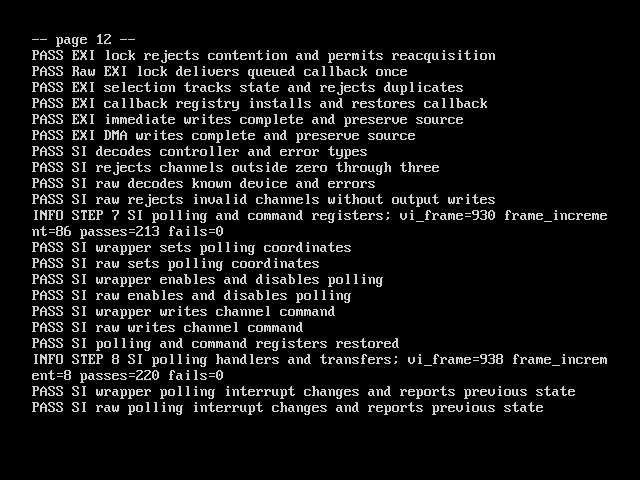 -- page 12 --
PASS EXI lock rejects contention and permits reacquisition
PASS Raw EXI lock delivers queued callback once
PASS EXI selection tracks state and rejects duplicates
PASS EXI callback registry installs and restores callback
PASS EXI immediate writes complete and preserve source
PASS EXI DMA writes complete and preserve source
PASS SI decodes controller and error types
PASS SI rejects channels outside zero through three
PASS SI raw decodes known device and errors
PASS SI raw rejects invalid channels without output writes
INFO STEP 7 SI polling and command registers; vi_frame=930 frame_increme
nt=86 passes=213 fails=0
PASS SI wrapper sets polling coordinates
PASS SI raw sets polling coordinates
PASS SI wrapper enables and disables polling
PASS SI raw enables and disables polling
PASS SI wrapper writes channel command
PASS SI raw writes channel command
PASS SI polling and command registers restored
INFO STEP 8 SI polling handlers and transfers; vi_frame=938 frame_increm
ent=8 passes=220 fails=0
PASS SI wrapper polling interrupt changes and reports previous state
PASS SI raw polling interrupt changes and reports previous state